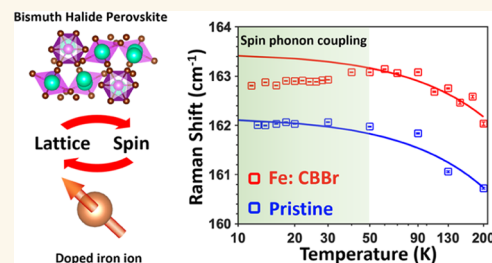 Bismuth Halide Perovskite
Lattice Spin
Doped iron ion
Raman Shift (cm⁻¹)
164
163
162
161
160
Spin phonon coupling
Fe: CBBr
Pristine
10 20 30 50 70 90 130 200
Temperature (K)